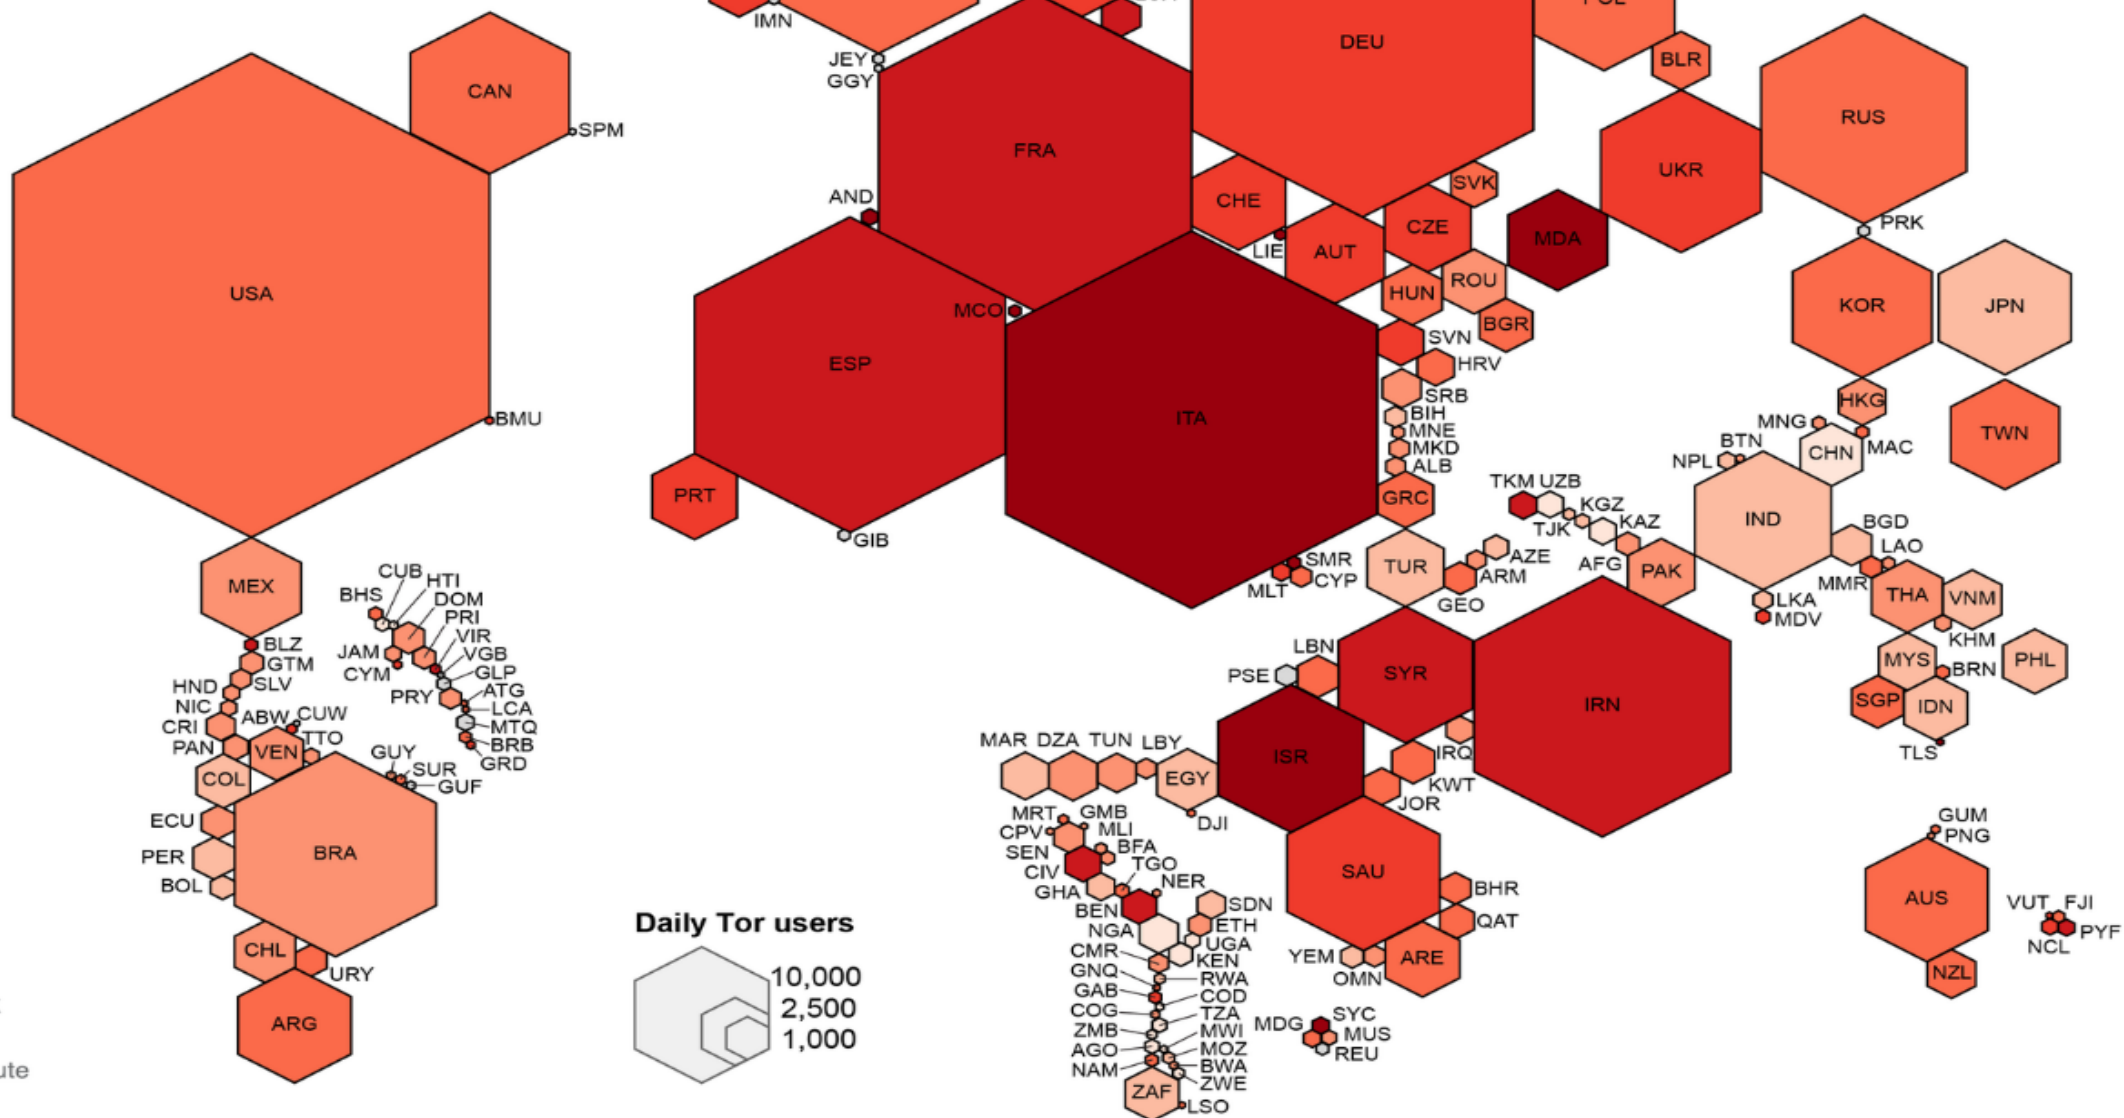 IMN
JEY
GGY
DEU
BLR
CAN
SPM
USA
BMU
FRA
AND
CHE
LIE
AUT
CZE
SVK
MDA
UKR
RUS
PRK
HUN
ROU
BGR
KOR
JPN
MCO
ESP
ITA
SVN
HRV
SRB
BIH
MNE
MKD
ALB
GRC
PRT
GIB
HKG
MNG
MAC
CHN
BTN
NPL
TWN
IND
TKM UZB
KGZ
TJK
KAZ
AFG
PAK
BGD
LAO
MMR
THA
VNM
LKA
MDV
KHM
MYS
BRN
PHL
SGP
IDN
TLS
TUR
AZE
ARM
GEO
SMR
CYP
MLT
MEX
CUB
HTI
BHS
DOM
PRI
VIR
VGB
GLP
JAM
CYM
PRY
ATG
LCA
MTQ
BRB
GRD
BLZ
GTM
SLV
HND
NIC
CRI
ABW
CUW
PAN
VEN
TTO
COL
GUY
SUR
GUF
ECU
PER
BRA
BOL
CHL
URY
ARG
LBN
PSE
SYR
IRN
ISR
IRQ
KWT
JOR
MAR DZA TUN LBY
EGY
DJI
MRT
GMB
CPV
MLI
SEN
BFA
CIV
TGO
GHA
NER
BEN
SDN
NGA
ETH
UGA
CMR
KEN
GNQ
RWA
GAB
COD
COG
TZA
ZMB
MWI
AGO
MOZ
NAM
BWA
ZWE
ZAF
LSO
SAU
BHR
QAT
YEM
OMN
ARE
SYC
MDG
MUS
REU
GUM
PNG
AUS
VUT FJI
PYF
NCL
NZL
Daily Tor users
10,000
2,500
1,000